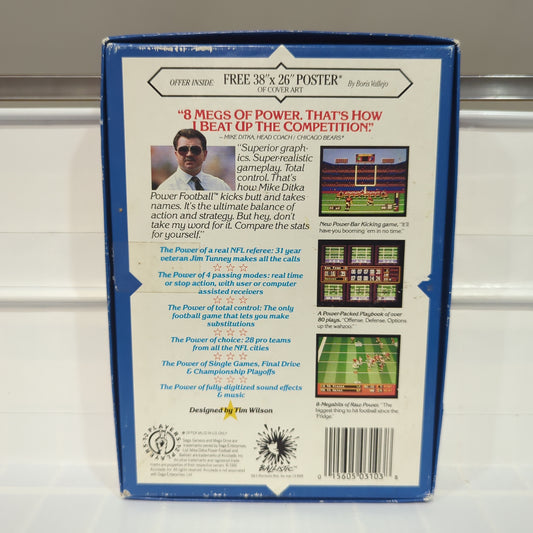 OFFER INSIDE: FREE 38"x 26" POSTER* By Boris Vallejo
OF COVER ART
"8 MEGS OF POWER. THAT'S HOW
I BEAT UP THE COMPETITION."
– MIKE DITKA, HEAD COACH / CHICAGO BEARS
"Superior graph-
ics. Super-realistic
gameplay. Total
control. That's
how Mike Ditka
Power Football™ kicks butt and takes
names. It's the ultimate balance of
action and strategy. But hey, don't
take my word for it. Compare the stats
for yourself."
The Power of a real NFL referee: 31 year
veteran Jim Tunney makes all the calls
The Power of 4 passing modes: real time
or stop action, with user or computer
assisted receivers
The Power of total control: The only
football game that lets you make
substitutions
The Power of choice: 28 pro teams
from all the NFL cities
The Power of Single Games, Final Drive
& Championship Playoffs
The Power of fully-digitized sound effects
& music
Designed by Tim Wilson
New Power-Bar Kicking game. "It'll
have you booming 'em in no time."
A Power-Packed Playbook of over
80 plays. "Offense. Defense. Options
up the wahzoo."
8-Megabits of Raw Power. "The
biggest thing to hit football since the
'Fridge.'"
BALLISTIC
0 15605 03103 8